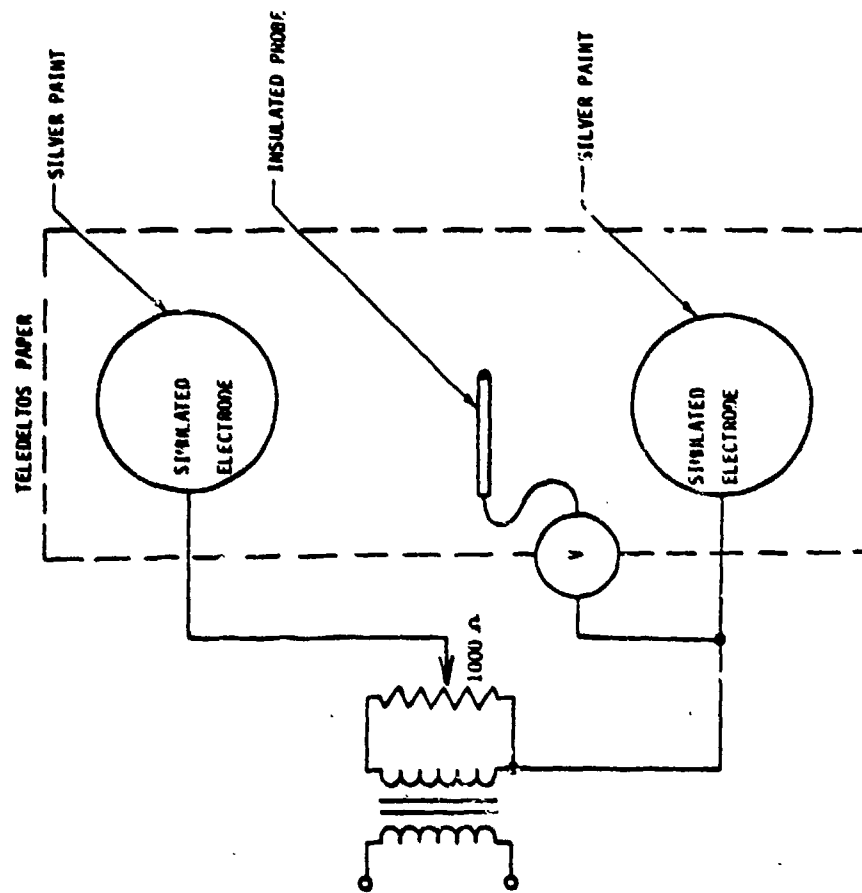 SILVER PAINT
INSULATED PROBE
SILVER PAINT
TELEDELTOS PAPER
SIMULATED
ELECTRODE
SIMULATED
ELECTRODE
V
1000 Ω